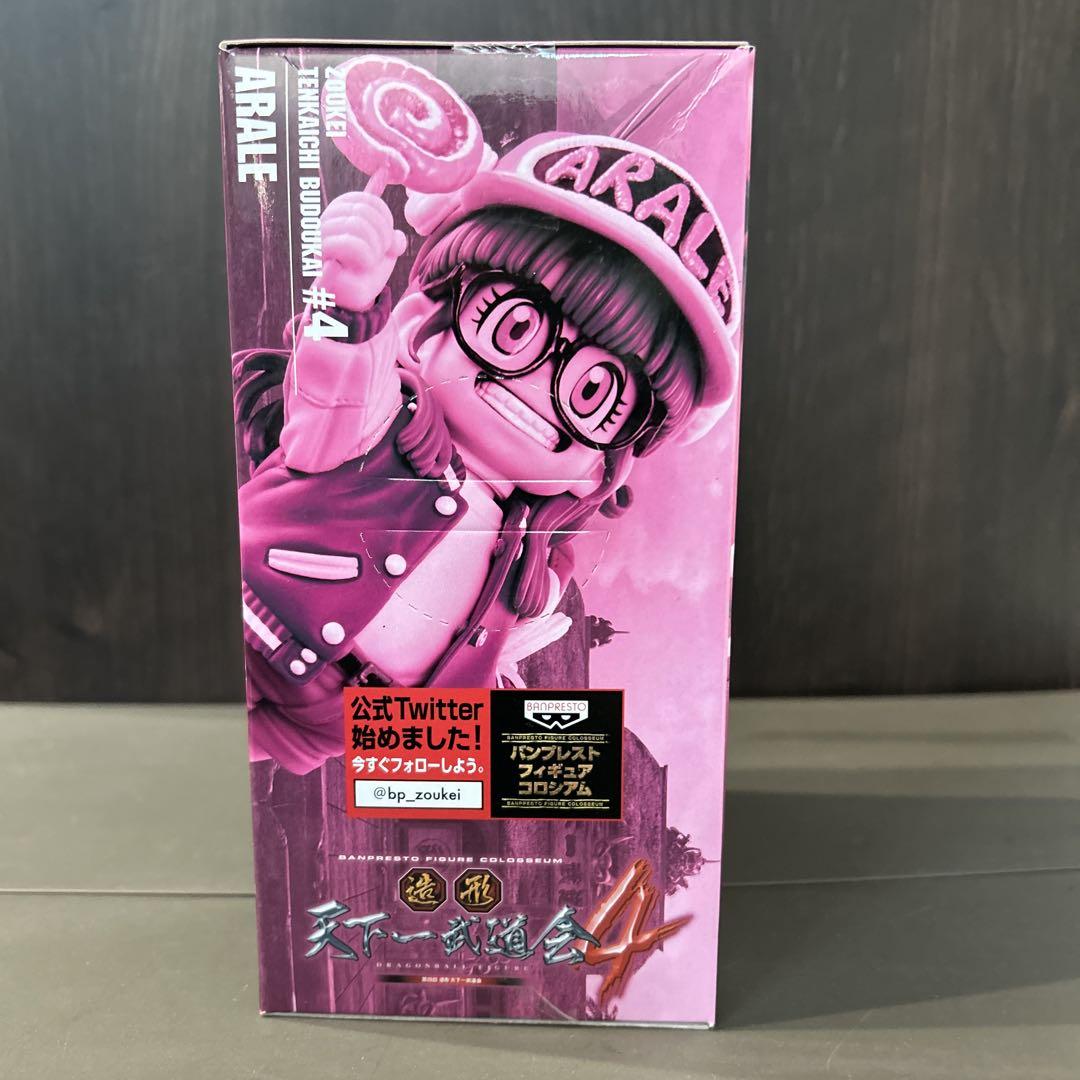 ZOUKEI
TENKAICHI BUDOUKAI #4
ARALE
ARALE
公式Twitter
始めました!
今すぐフォローしよう。
@bp_zoukei
BANPRESTO
BANPRESTO FIGURE COLOSSEUM
バンプレスト
フィギュア
コロシアム
BANPRESTO FIGURE COLOSSEUM
BANPRESTO FIGURE COLOSSEUM
造形
天下一武道会4
DRAGONBALL FIGURE